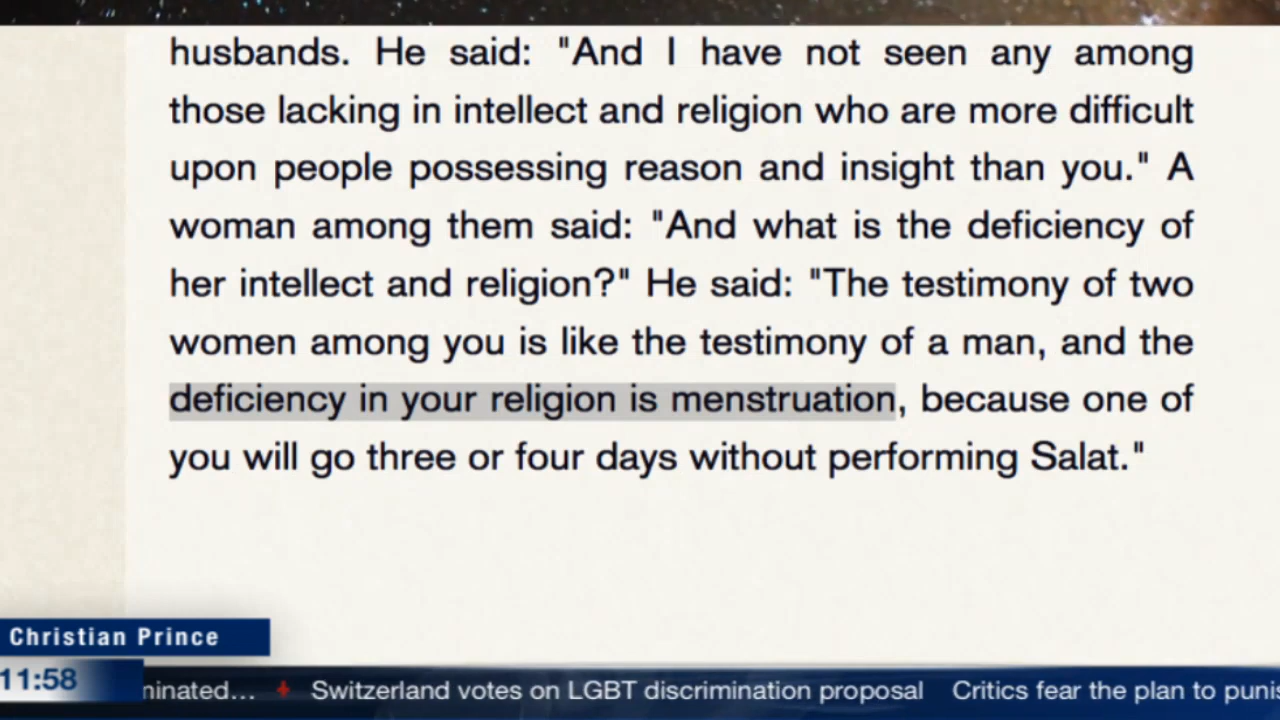 husbands. He said: "And I have not seen any among
those lacking in intellect and religion who are more difficult
upon people possessing reason and insight than you." A
woman among them said: "And what is the deficiency of
her intellect and religion?" He said: "The testimony of two
women among you is like the testimony of a man, and the
deficiency in your religion is menstruation, because one of
you will go three or four days without performing Salat."
Christian Prince
11:58
Switzerland votes on LGBT discrimination proposal Critics fear the plan to